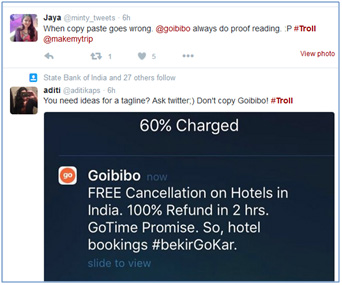 Jaya @minty_tweets · 6h
When copy paste goes wrong. @goibibo always do proof reading. :P #Troll
@makemytrip
1
5
View photo
State Bank of India and 27 others follow
aditi @aditikaps · 6h
You need ideas for a tagline? Ask twitter;) Don't copy Goibibo! #Troll
60% Charged
go
Goibibo now
FREE Cancellation on Hotels in
India. 100% Refund in 2 hrs.
GoTime Promise. So, hotel
bookings #bekirGoKar.
slide to view